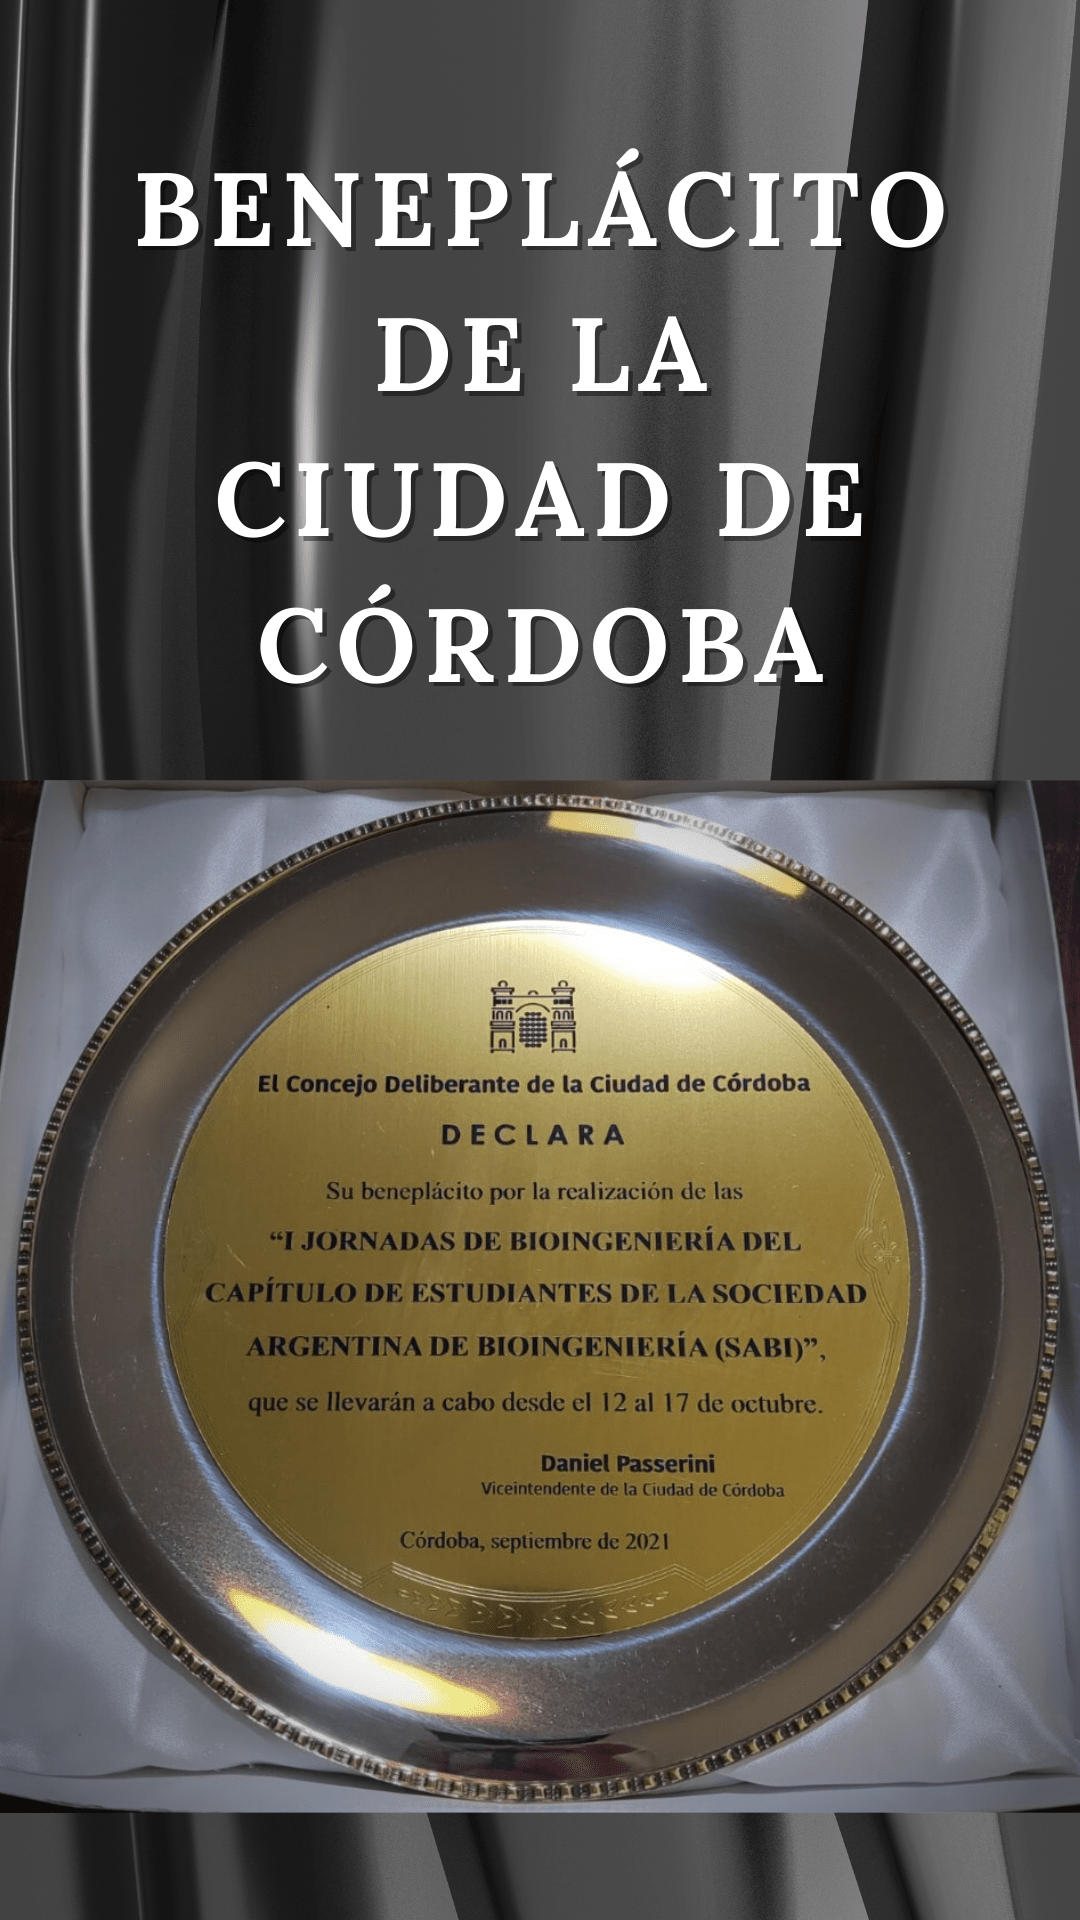 BENEPLÁCITO
DE LA
CIUDAD DE
CÓRDOBA
El Concejo Deliberante de la Ciudad de Córdoba
DECLARA
Su beneplácito por la realización de las
“I JORNADAS DE BIOINGENIERÍA DEL
CAPÍTULO DE ESTUDIANTES DE LA SOCIEDAD
ARGENTINA DE BIOINGENIERÍA (SABI)”,
que se llevarán a cabo desde el 12 al 17 de octubre.
Daniel Passerini
Viceintendente de la Ciudad de Córdoba
Córdoba, septiembre de 2021